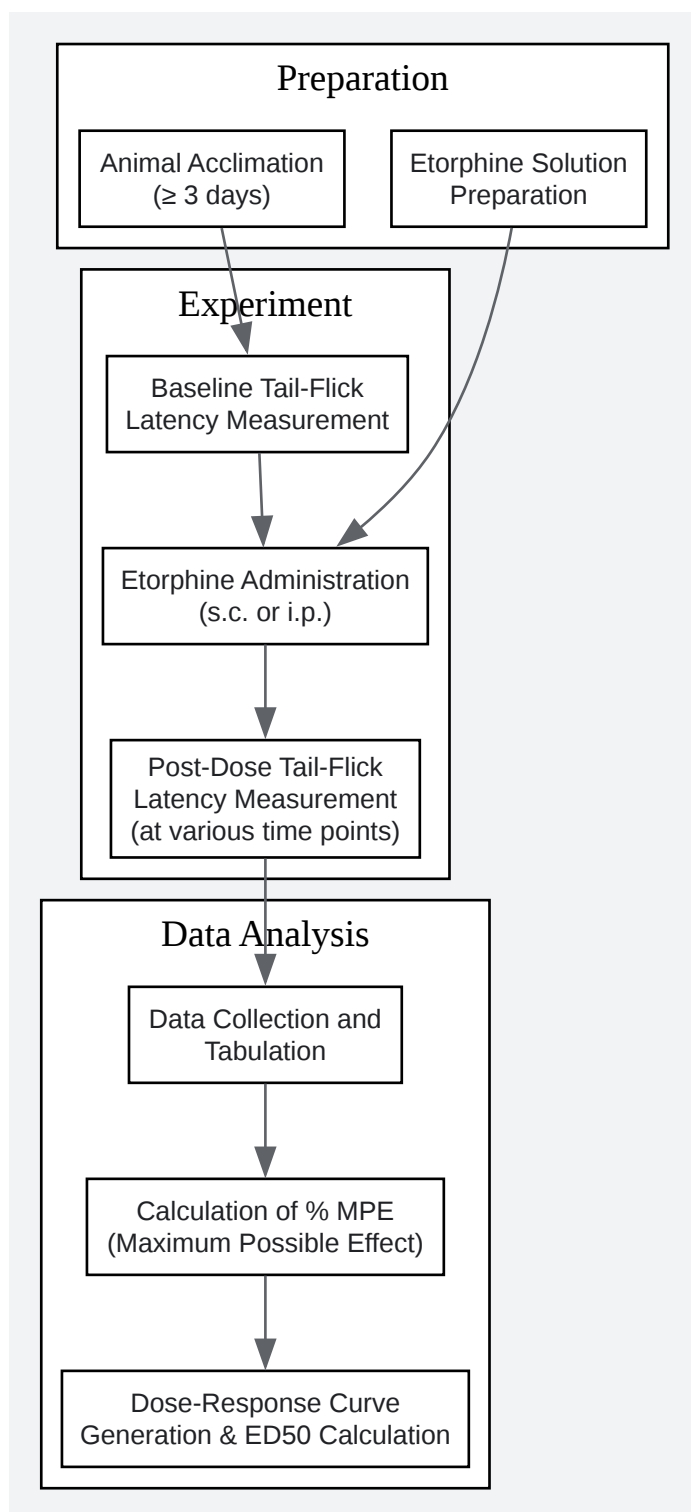 Preparation
Animal Acclimation
(≥ 3 days)
Etorphine Solution
Preparation
Experiment
Baseline Tail-Flick
Latency Measurement
Etorphine Administration
(s.c. or i.p.)
Post-Dose Tail-Flick
Latency Measurement
(at various time points)
Data Analysis
Data Collection and
Tabulation
Calculation of % MPE
(Maximum Possible Effect)
Dose-Response Curve
Generation & ED50 Calculation